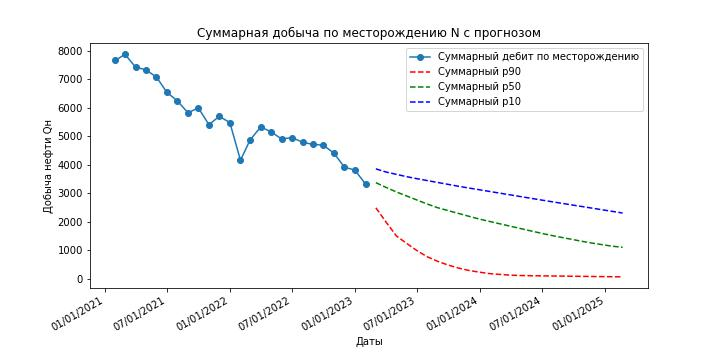 Суммарная добыча по месторождению N с прогнозом
Суммарный дебит по месторождению
Суммарный p90
Суммарный p50
Суммарный p10
Добыча нефти Qн
8000
7000
6000
5000
4000
3000
2000
1000
0
01/01/2021
07/01/2021
01/01/2022
07/01/2022
01/01/2023
07/01/2023
01/01/2024
07/01/2024
01/01/2025
Даты